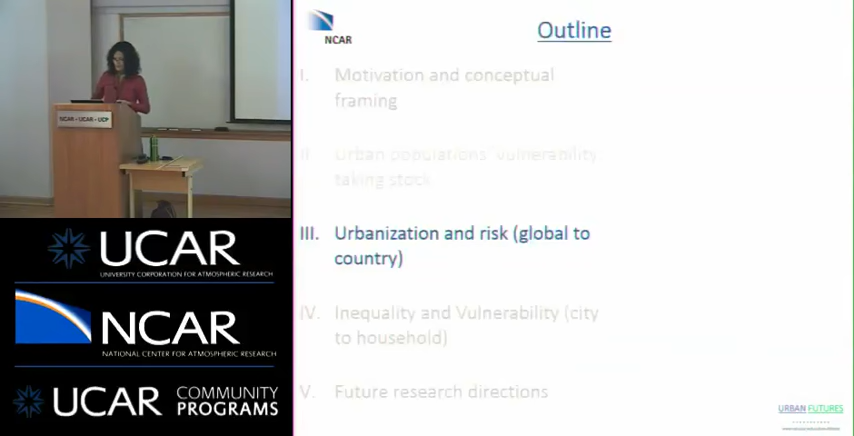 NCAR - UCAR - UCP
UCAR
UNIVERSITY CORPORATION FOR ATMOSPHERIC RESEARCH
NCAR
NATIONAL CENTER FOR ATMOSPHERIC RESEARCH
UCAR COMMUNITY
PROGRAMS
NCAR
Outline
I. Motivation and conceptual
framing
II. Urban populations' vulnerability
taking stock
III. Urbanization and risk (global to
country)
IV. Inequality and Vulnerability (city
to household)
V. Future research directions
URBAN FUTURES